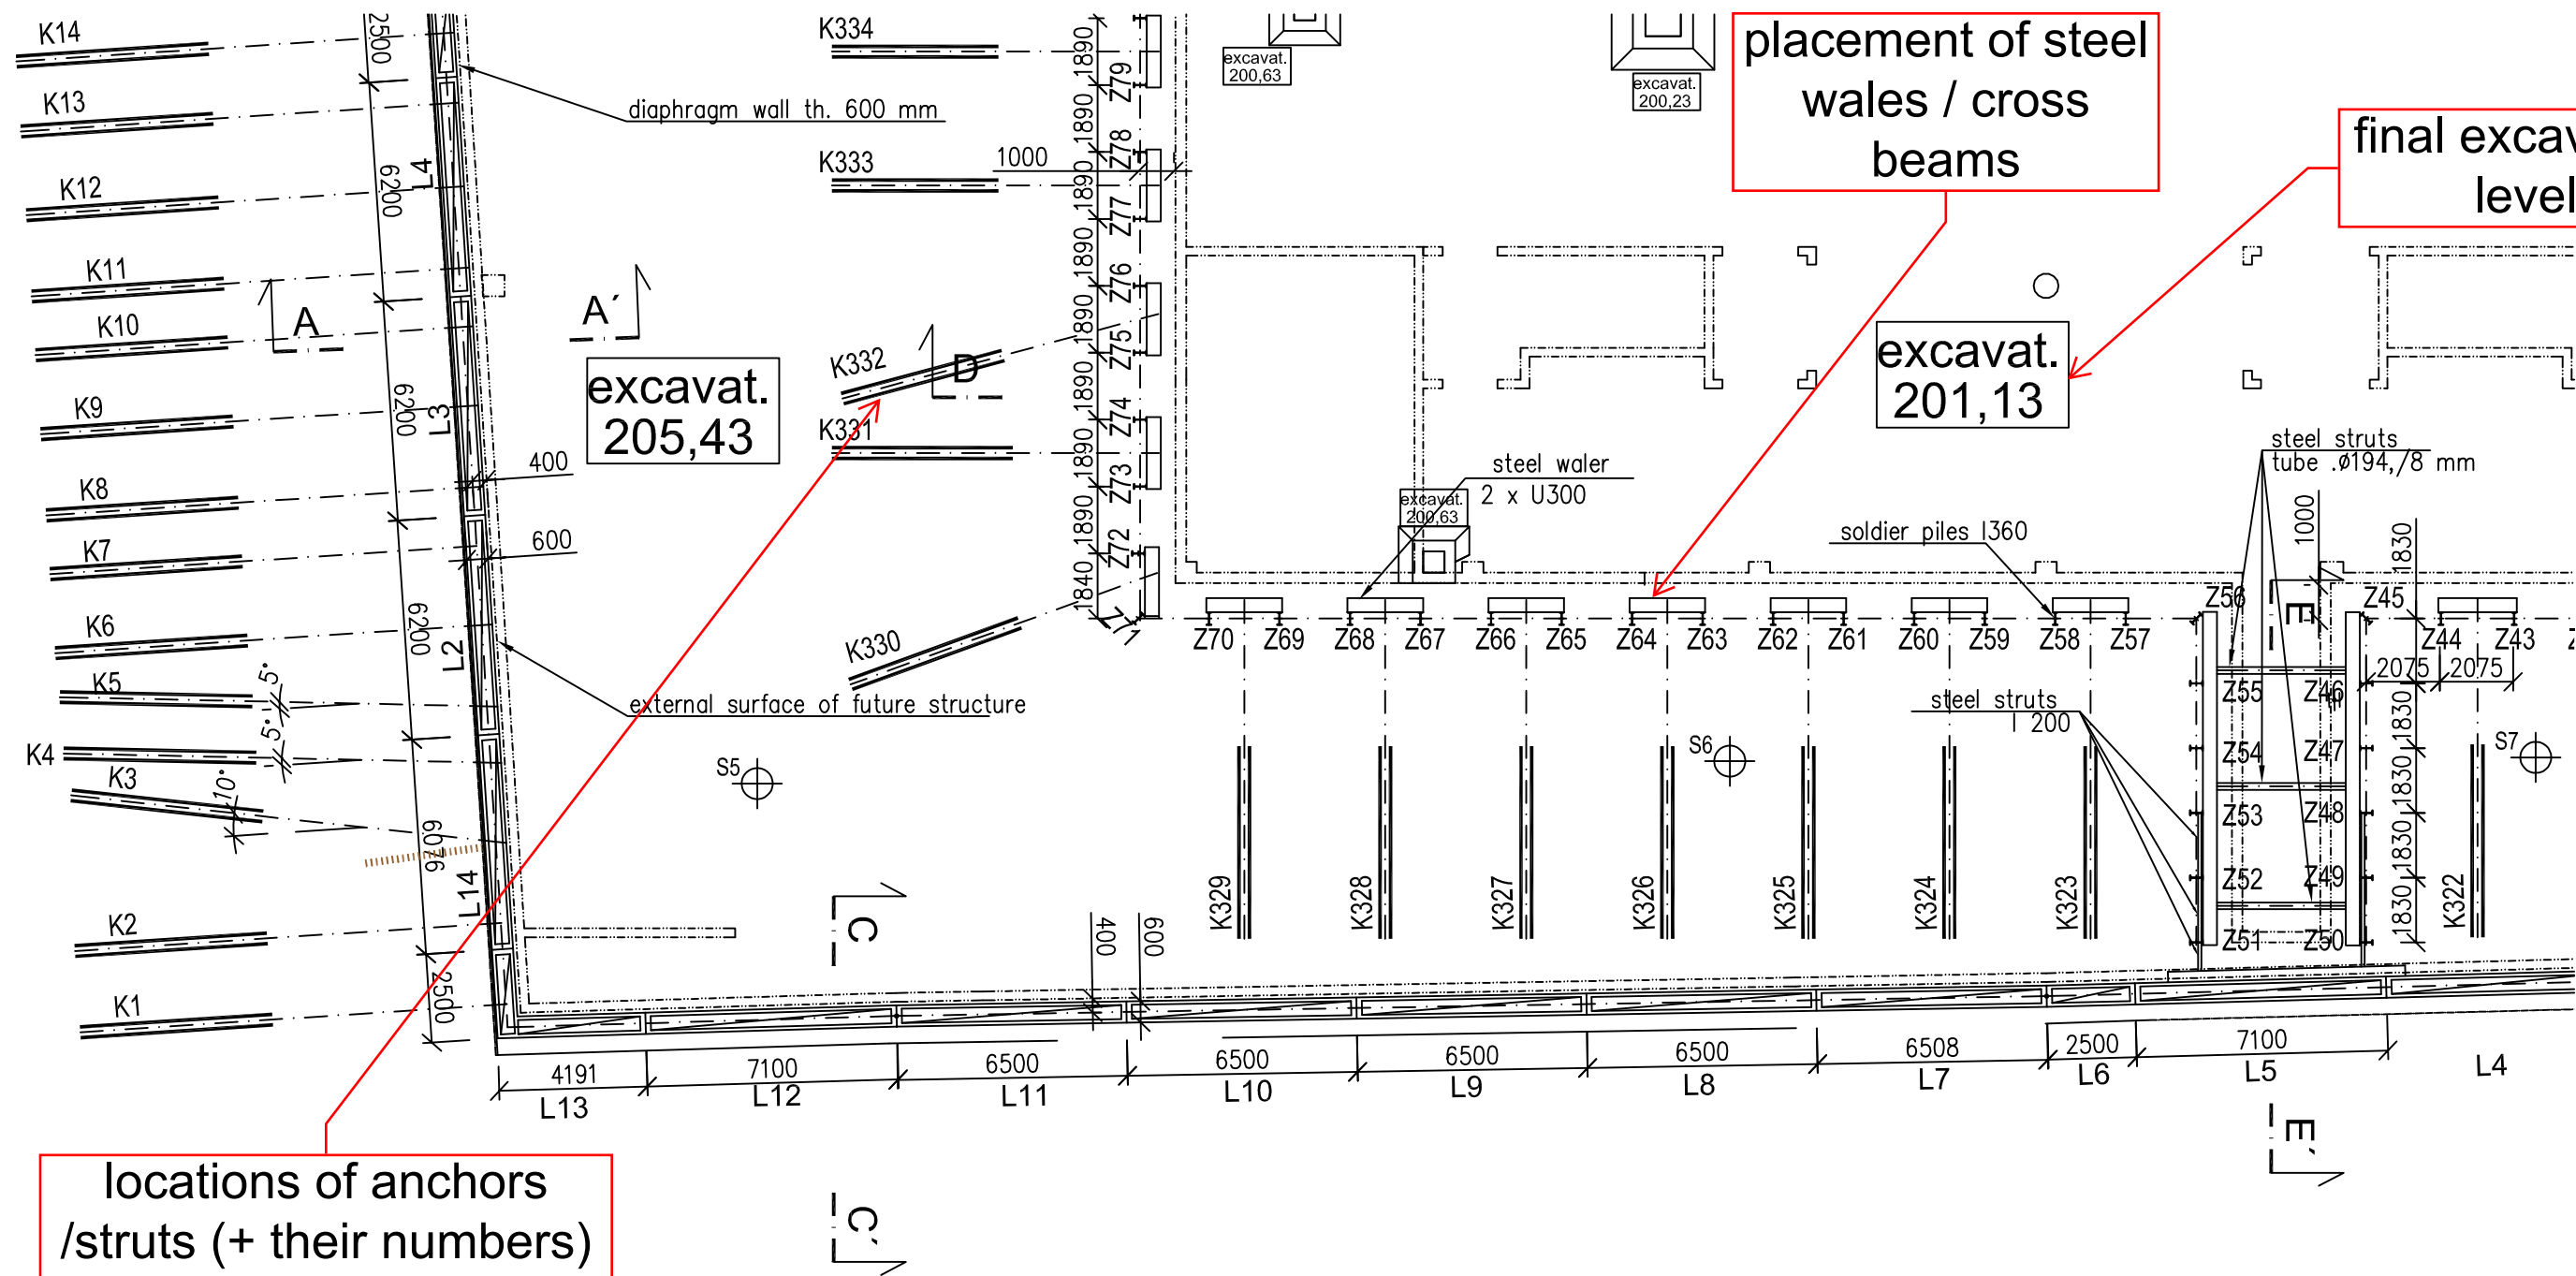 K14
K13
K12
K11
K10
K9
K8
K7
K6
K5
K4
K3
K2
K1
5°
5°
10°
2500
6200
6200
6200
6076
2500
L4
L3
L2
L14
A
A´
diaphragm wall th. 600 mm
excavat.
205,43
400
600
external surface of future structure
K334
K333
K332
K331
K330
D
1000
1890
1890
1890
1890
1890
1890
1890
1890
1840
Z79
Z78
Z77
Z76
Z75
Z74
Z73
Z72
Z71
excavat.
200,63
excavat.
200,23
placement of steel
wales / cross
beams
final excav
level
excavat.
201,13
steel waler
2 x U300
excavat.
200,63
soldier piles I360
steel struts
tube .ø194,/8 mm
1000
1830
Z70
Z69
Z68
Z67
Z66
Z65
Z64
Z63
Z62
Z61
Z60
Z59
Z58
Z57
Z56
Z45
Z44
Z43
E
2075
2075
Z55
Z46
Z54
Z47
Z53
Z48
Z52
Z49
Z51
Z50
1830
1830
1830
1830
steel struts
I 200
S5
S6
S7
K329
K328
K327
K326
K325
K324
K323
K322
C
400
600
4191
7100
6500
6500
6500
6500
6508
2500
7100
L13
L12
L11
L10
L9
L8
L7
L6
L5
L4
E´
C´
locations of anchors
/struts (+ their numbers)